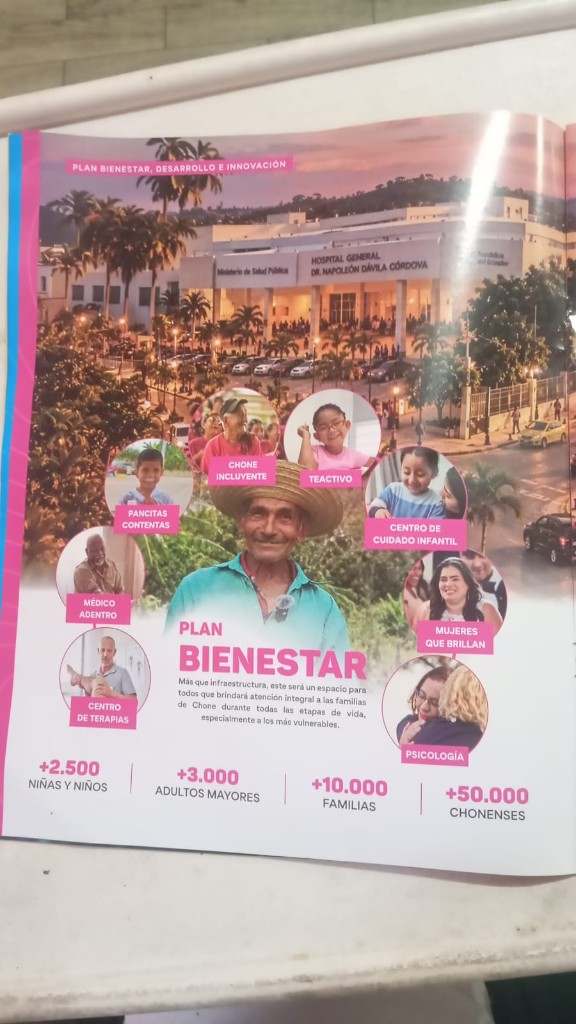 PLAN BIENESTAR, DESARROLLO E INNOVACIÓN
Ministerio de Salud Pública
HOSPITAL GENERAL
DR. NAPOLEÓN DÁVILA CÓRDOVA
CHONE
INCLUYENTE
TEACTIVO
PANCITAS
CONTENTAS
CENTRO DE
CUIDADO INFANTIL
MÉDICO
ADENTRO
MUJERES
QUE BRILLAN
CENTRO
DE TERAPIAS
PSICOLOGÍA
PLAN
BIENESTAR
Más que infraestructura, este será un espacio para
todos que brindará atención integral a las familias
de Chone durante todas las etapas de vida,
especialmente a los más vulnerables.
+2.500
NIÑAS Y NIÑOS
+3.000
ADULTOS MAYORES
+10.000
FAMILIAS
+50.000
CHONENSES